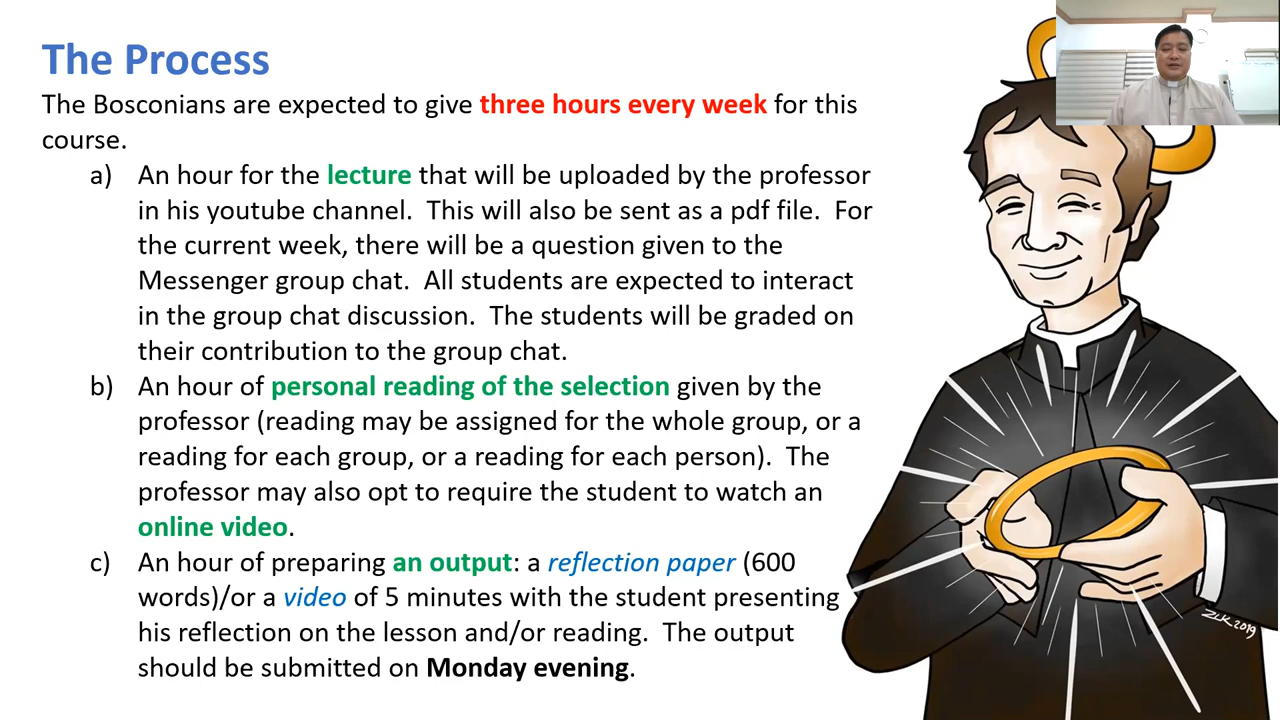 The Process
The Bosconians are expected to give three hours every week for this
course.
a) An hour for the lecture that will be uploaded by the professor
in his youtube channel. This will also be sent as a pdf file. For
the current week, there will be a question given to the
Messenger group chat. All students are expected to interact
in the group chat discussion. The students will be graded on
their contribution to the group chat.
b) An hour of personal reading of the selection given by the
professor (reading may be assigned for the whole group, or a
reading for each group, or a reading for each person). The
professor may also opt to require the student to watch an
online video.
c) An hour of preparing an output: a reflection paper (600
words)/or a video of 5 minutes with the student presenting
his reflection on the lesson and/or reading. The output
should be submitted on Monday evening.
ZLK 2019